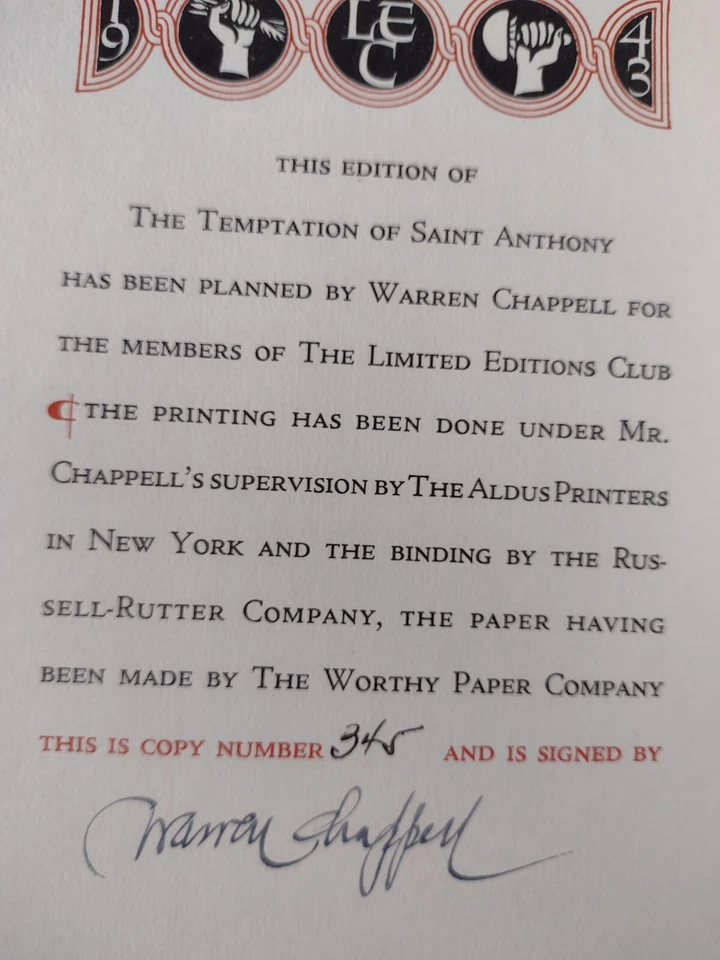 19 LEC 43
THIS EDITION OF
THE TEMPTATION OF SAINT ANTHONY
HAS BEEN PLANNED BY WARREN CHAPPELL FOR
THE MEMBERS OF THE LIMITED EDITIONS CLUB
¶ THE PRINTING HAS BEEN DONE UNDER MR.
CHAPPELL'S SUPERVISION BY THE ALDUS PRINTERS
IN NEW YORK AND THE BINDING BY THE RUS-
SELL-RUTTER COMPANY, THE PAPER HAVING
BEEN MADE BY THE WORTHY PAPER COMPANY
THIS IS COPY NUMBER 345 AND IS SIGNED BY
Warren Chappell